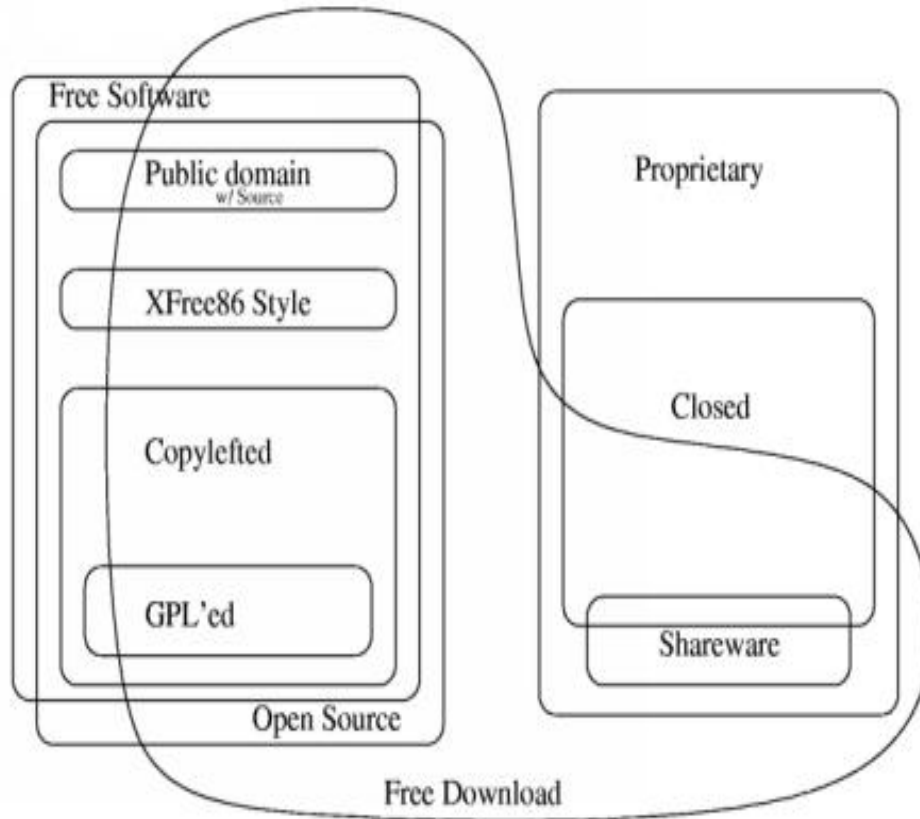 Free Software
Public domain
w/ Source
XFree86 Style
Copylefted
GPL'ed
Open Source
Proprietary
Closed
Shareware
Free Download